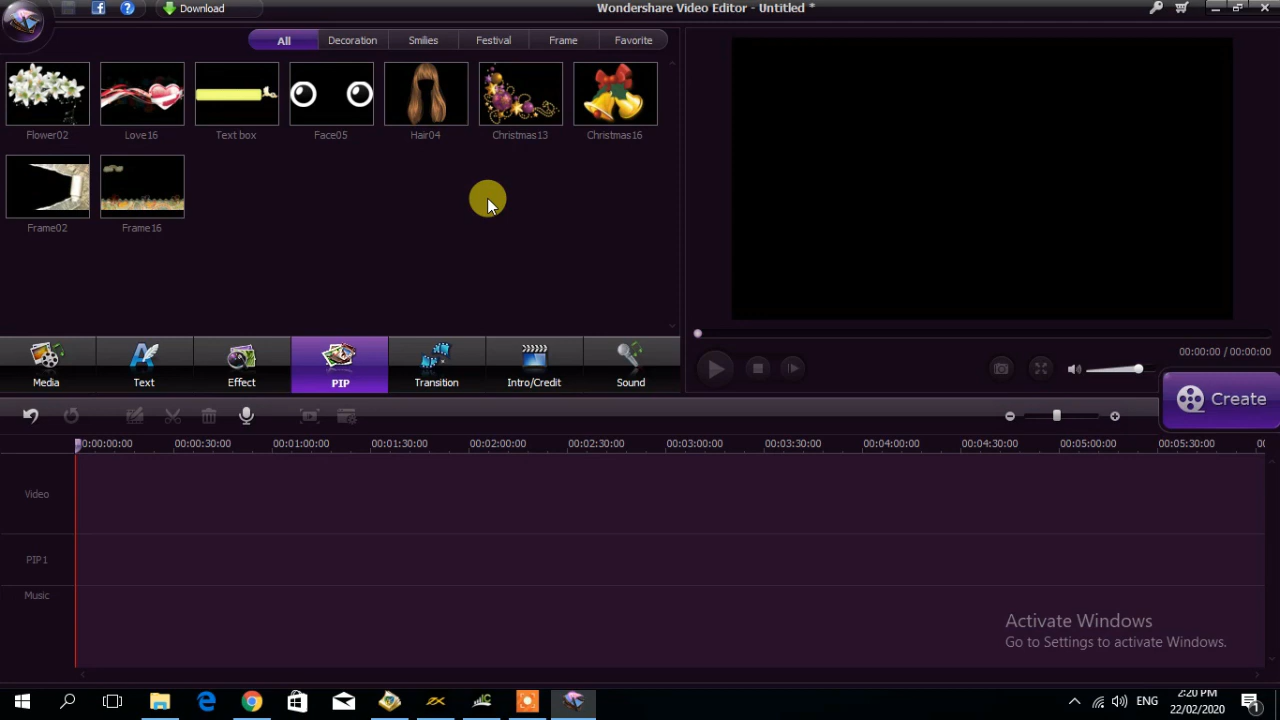 Download
Wondershare Video Editor - Untitled *
All
Decoration
Smilies
Festival
Frame
Favorite
Flower02
Love16
Text box
Face05
Hair04
Christmas13
Christmas16
Frame02
Frame16
00:00:00 / 00:00:00
Media
Text
Effect
PIP
Transition
Intro/Credit
Sound
Create
0:00:00:00
00:00:30:00
00:01:00:00
00:01:30:00
00:02:00:00
00:02:30:00
00:03:00:00
00:03:30:00
00:04:00:00
00:04:30:00
00:05:00:00
00:05:30:00
Video
PIP1
Music
Activate Windows
Go to Settings to activate Windows.
ENG
2:20 PM
22/02/2020